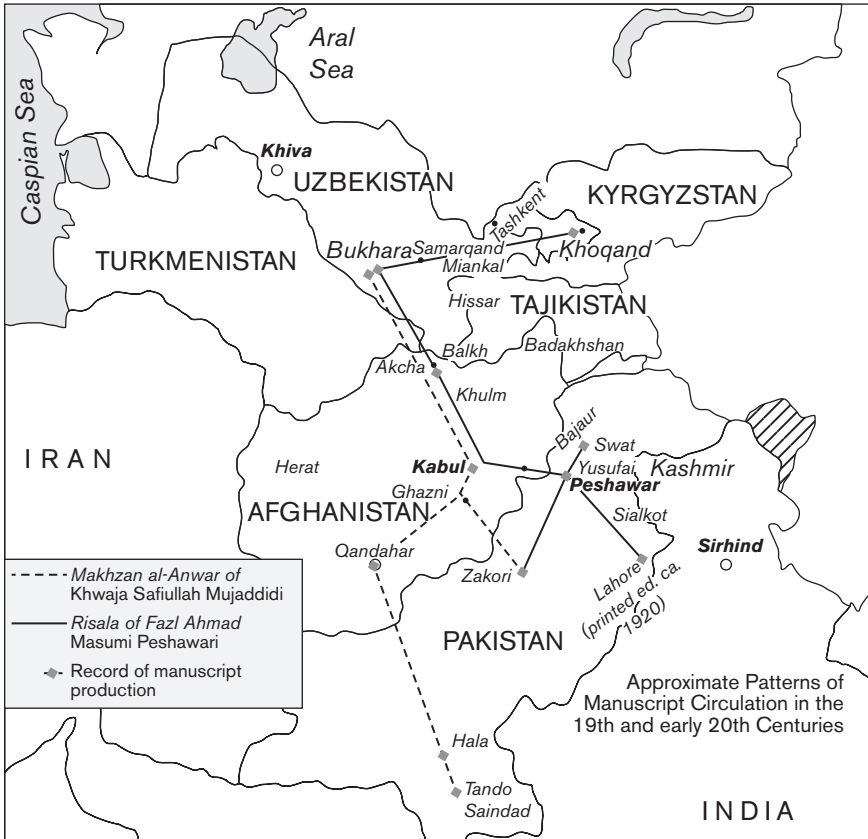 Aral
Sea
Caspian Sea
Khiva
UZBEKISTAN
KYRGYZSTAN
Tashkent
Bukhara
Samarqand
Miankal
Khoqand
TURKMENISTAN
Hissar
TAJIKISTAN
Balkh
Badakhshan
Akcha
Khulm
Bajaur
Swat
IRAN
Herat
Kabul
Yusufai
Kashmir
Peshawar
Ghazni
AFGHANISTAN
Sialkot
Qandahar
Zakori
Lahore
(printed ed. ca.
1920)
Sirhind
Makhzan al-Anwar of
Khwaja Safiullah Mujaddidi
Risala of Fazl Ahmad
Masumi Peshawari
Record of manuscript
production
PAKISTAN
Approximate Patterns of
Manuscript Circulation in the
19th and early 20th Centuries
Hala
Tando
Saindad
INDIA